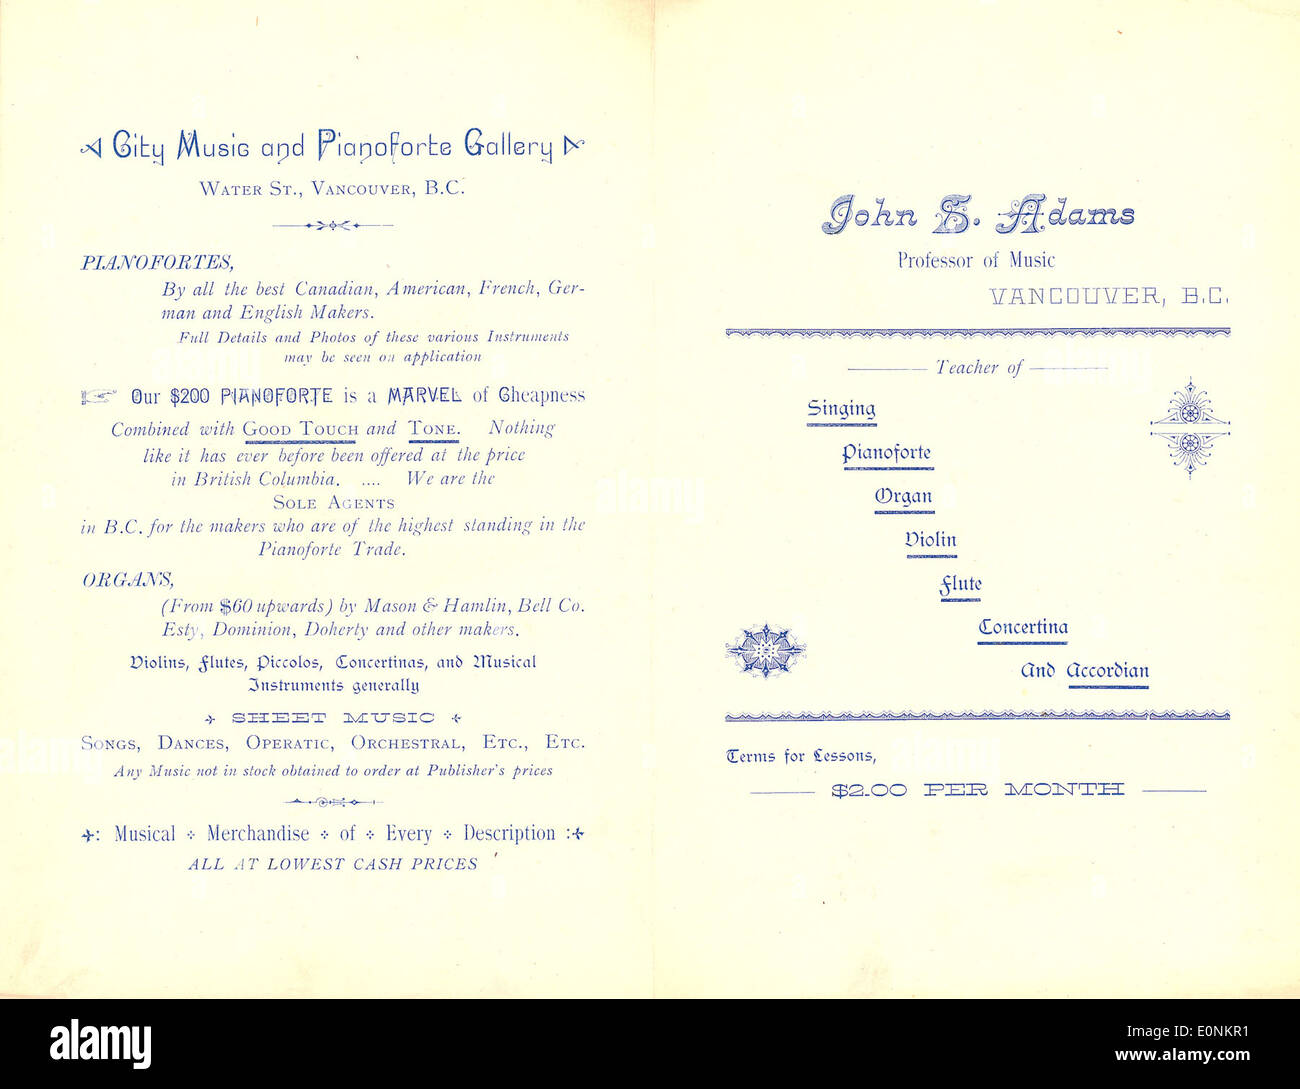 City Music and Pianoforte Gallery
Water St., Vancouver, B.C.
PIANOFORTES,
By all the best Canadian, American, French, Ger-
man and English Makers.
Full Details and Photos of these various Instruments
may be seen on application
Our $200 PIANOFORTE is a MARVEL of Cheapness
Combined with Good Touch and Tone. Nothing
like it has ever before been offered at the price
in British Columbia. .... We are the
Sole Agents
in B.C. for the makers who are of the highest standing in the
Pianoforte Trade.
ORGANS,
(From $60 upwards) by Mason & Hamlin, Bell Co.
Esty, Dominion, Doherty and other makers.
Violins, Flutes, Piccolos, Concertinas, and Musical
Instruments generally
SHEET MUSIC
Songs, Dances, Operatic, Orchestral, Etc., Etc.
Any Music not in stock obtained to order at Publisher's prices
Musical Merchandise of Every Description
ALL AT LOWEST CASH PRICES
John S. Adams
Professor of Music
VANCOUVER, B.C.
Teacher of
Singing
Pianoforte
Organ
Violin
Flute
Concertina
And Accordian
Terms for Lessons,
$2.00 PER MONTH
alamy
Image ID: E0NKR1
www.alamy.com